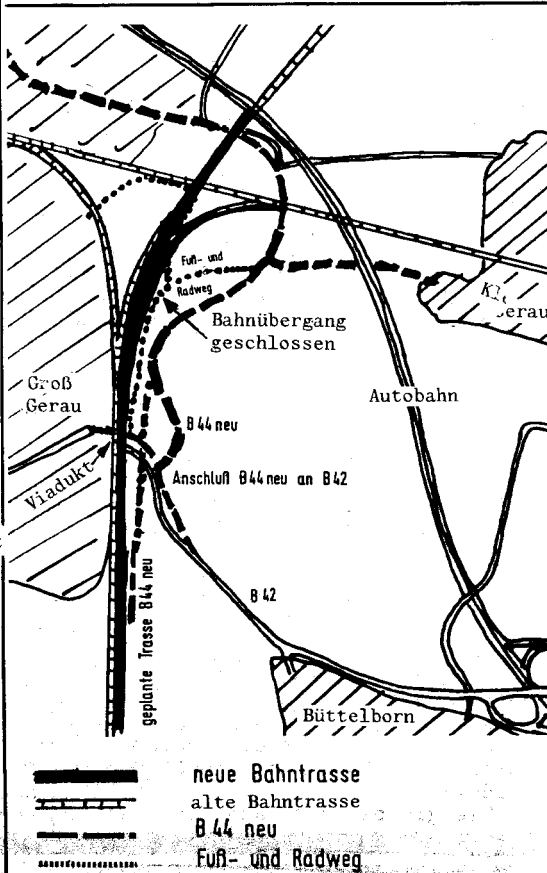 Fuß- und
Radweg
Bahnübergang
geschlossen
Groß
Gerau
Autobahn
B 44 neu
Viadukt
Anschluß B 44 neu an B 42
B 42
geplante Trasse B 44 neu
Büttelborn
neue Bahntrasse
alte Bahntrasse
B 44 neu
Fuß- und Radweg